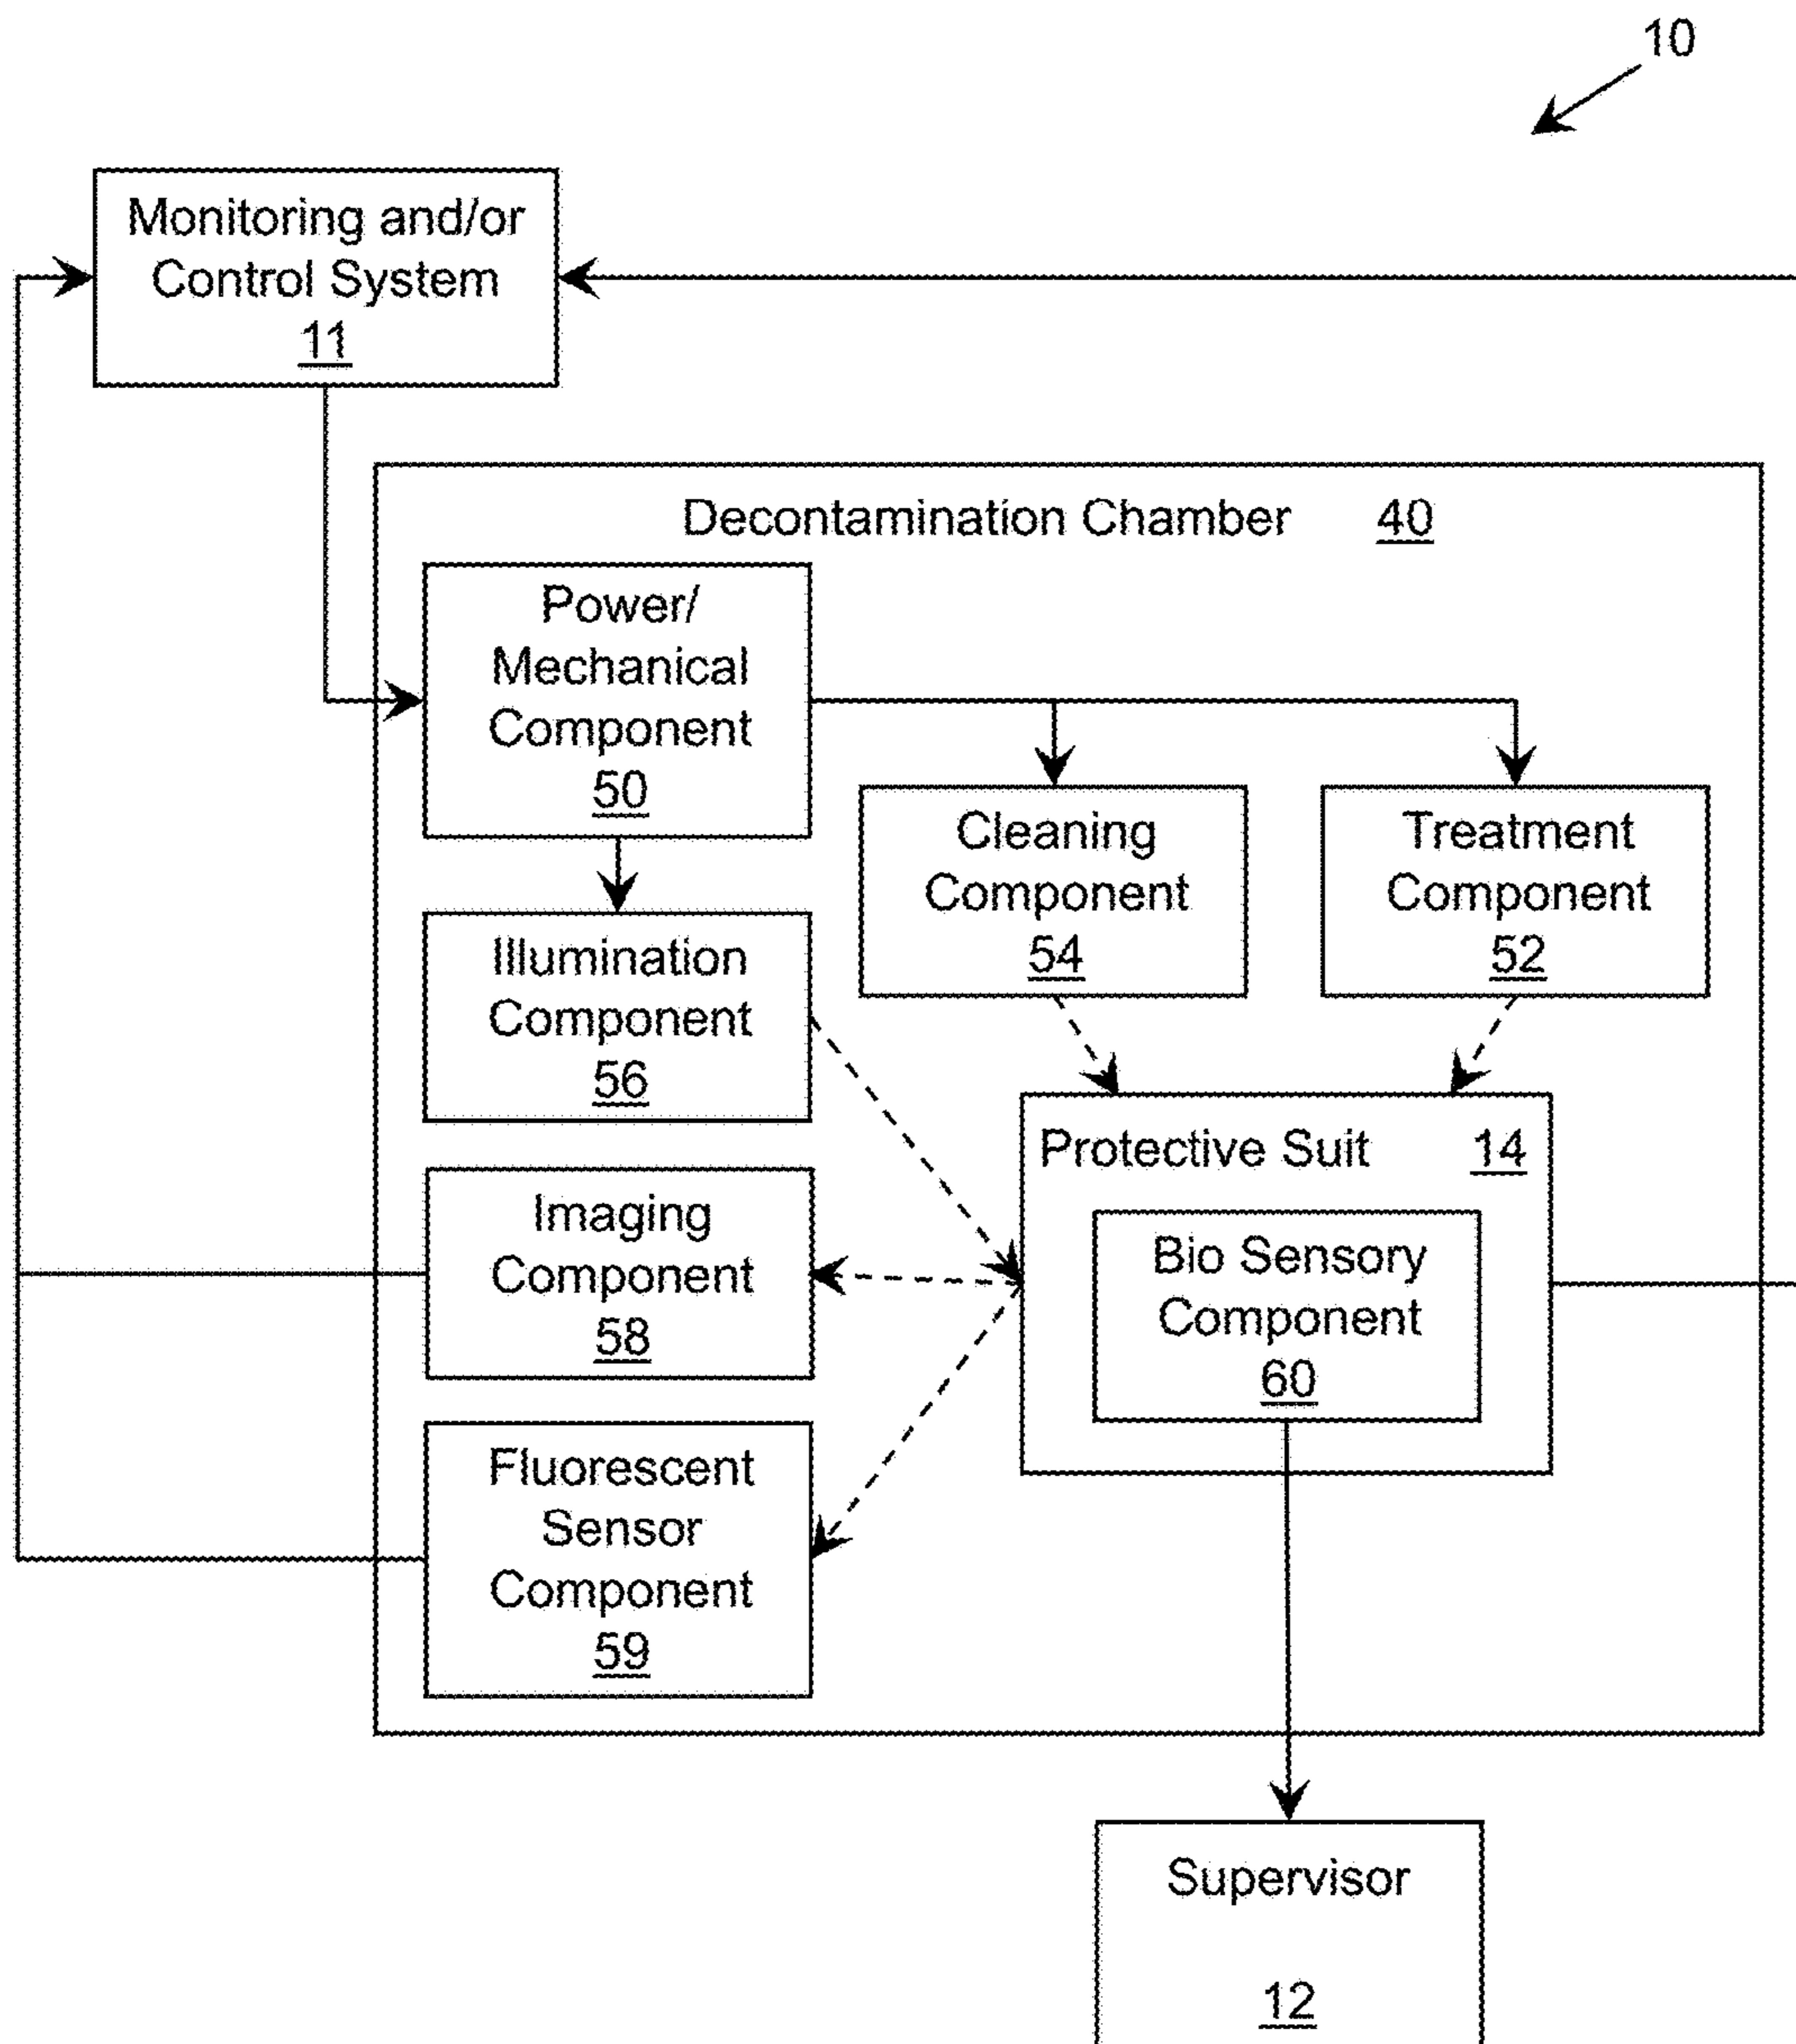 10
Monitoring and/or
Control System
11
Decontamination Chamber 40
Power/
Mechanical
Component
50
Cleaning
Component
54
Treatment
Component
52
Illumination
Component
56
Protective Suit 14
Imaging
Component
58
Bio Sensory
Component
60
Fluorescent
Sensor
Component
59
Supervisor
12